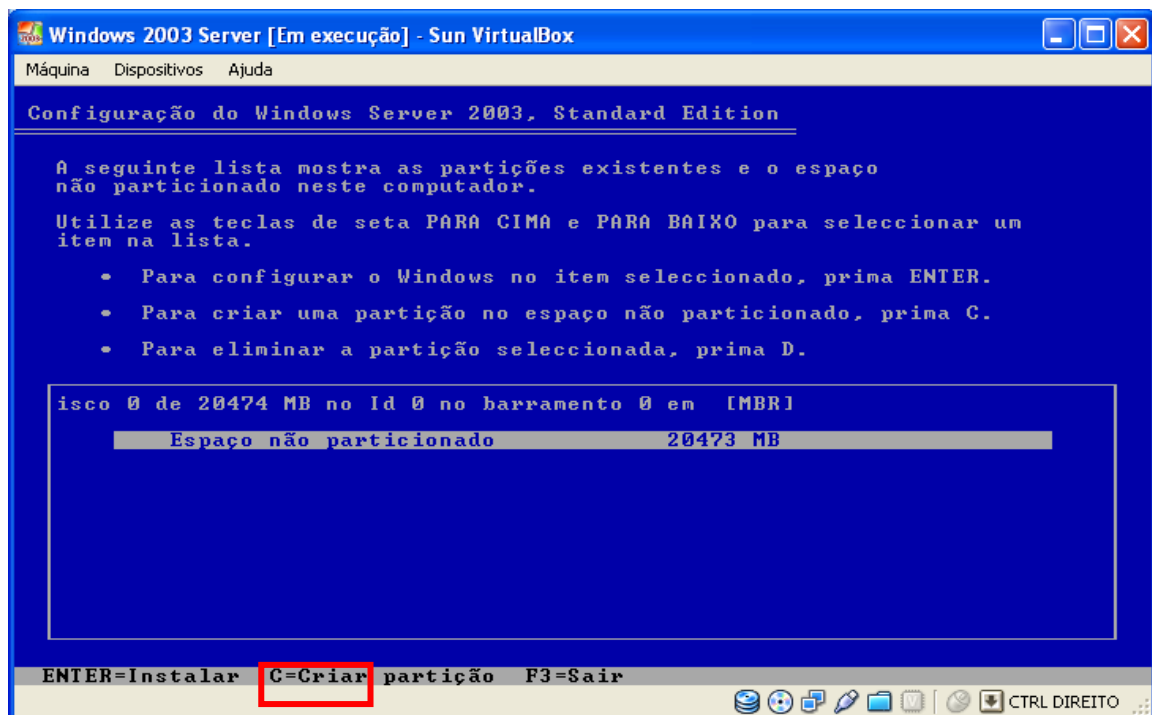 Windows 2003 Server [Em execução] - Sun VirtualBox
Máquina Dispositivos Ajuda
Configuração do Windows Server 2003, Standard Edition
A seguinte lista mostra as partições existentes e o espaço
não particionado neste computador.
Utilize as teclas de seta PARA CIMA e PARA BAIXO para seleccionar um
item na lista.
• Para configurar o Windows no item seleccionado, prima ENTER.
• Para criar uma partição no espaço não particionado, prima C.
• Para eliminar a partição seleccionada, prima D.
isco 0 de 20474 MB no Id 0 no barramento 0 em [MBR]
Espaço não particionado 20473 MB
ENTER=Instalar C=Criar partição F3=Sair
CTRL DIREITO